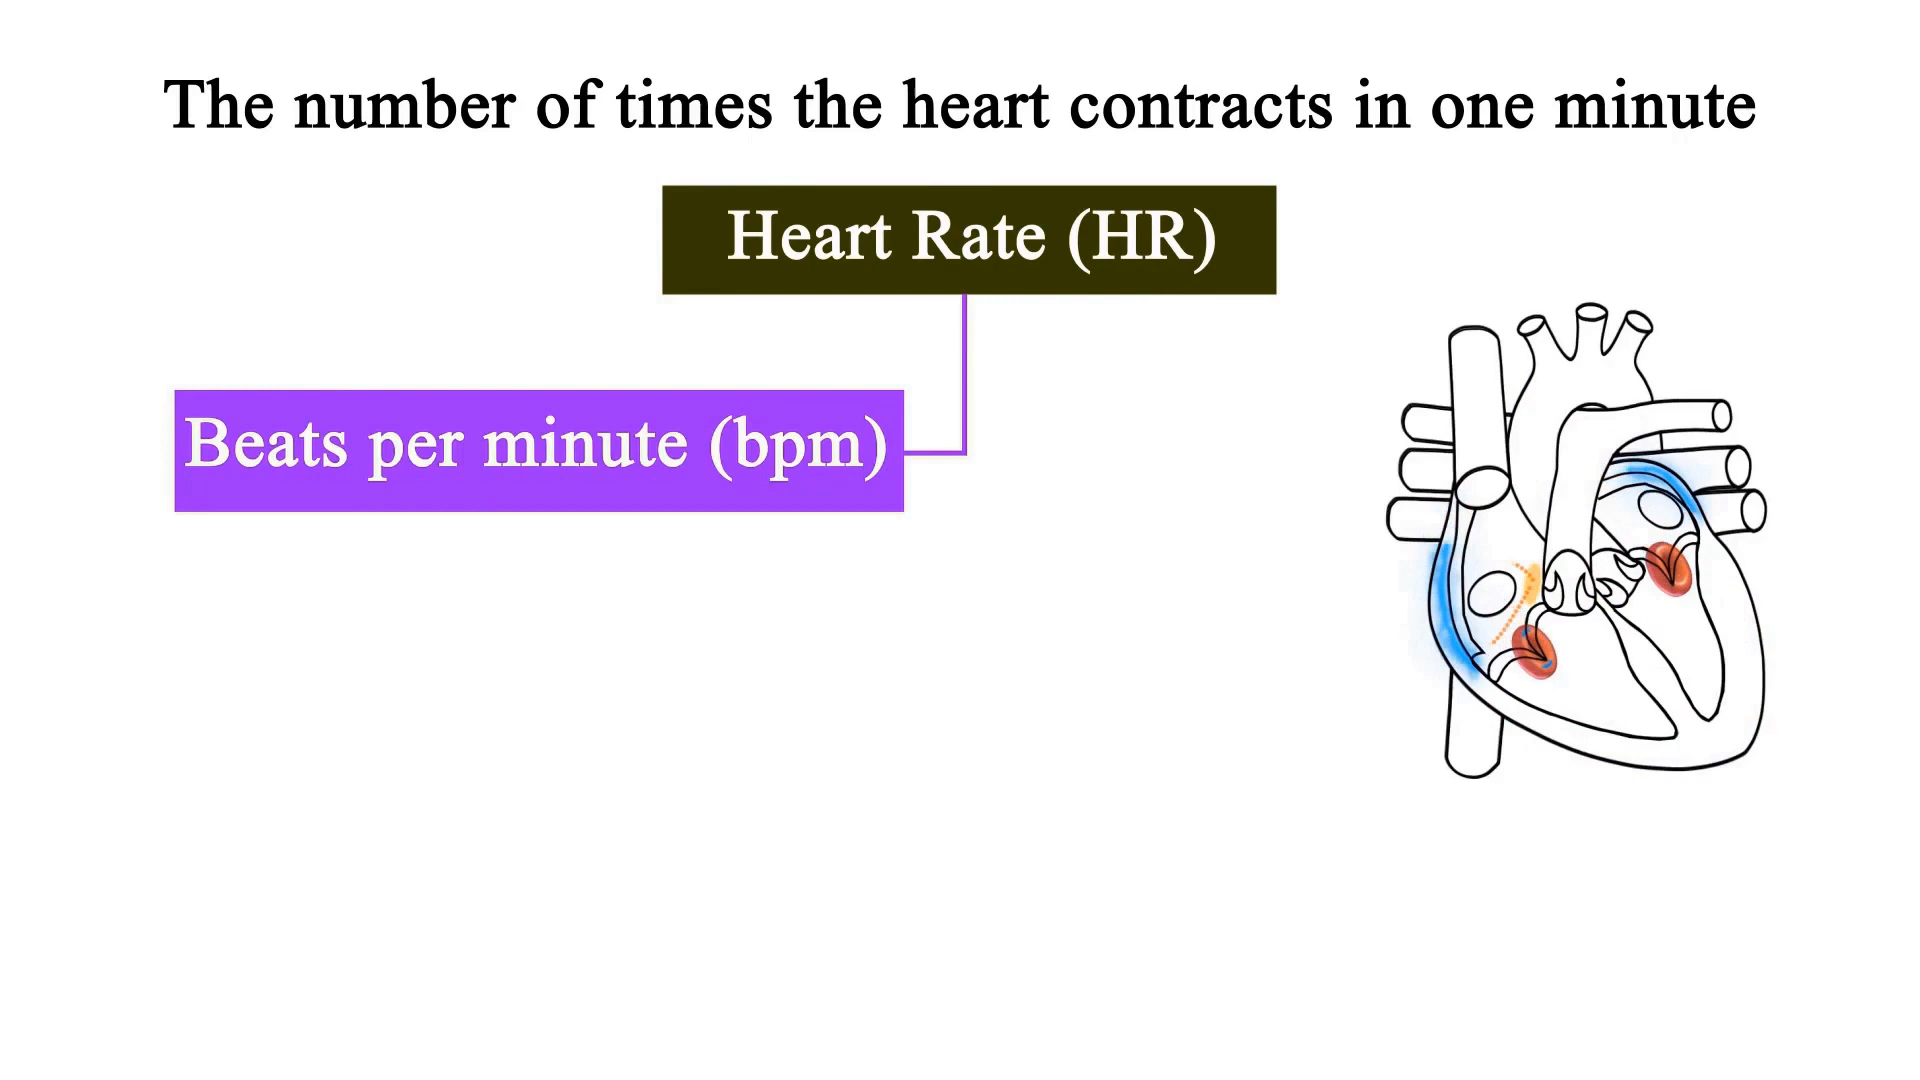 The number of times the heart contracts in one minute
Heart Rate (HR)
Beats per minute (bpm)